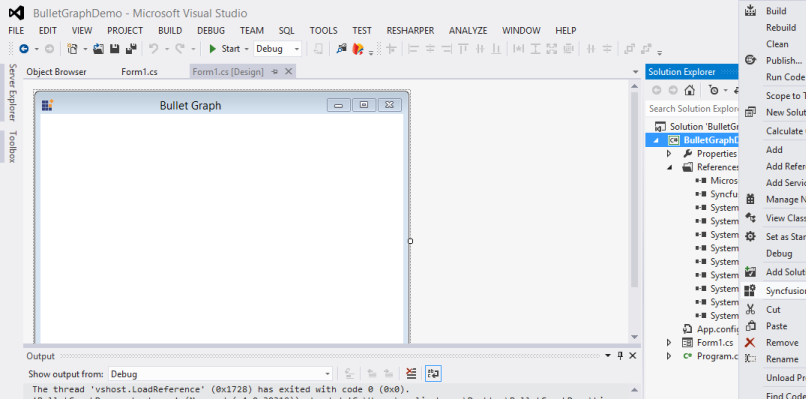 BulletGraphDemo - Microsoft Visual Studio
FILE EDIT VIEW PROJECT BUILD DEBUG TEAM SQL TOOLS TEST RESHARPER ANALYZE WINDOW HELP
Start Debug
Server Explorer
Toolbox
Object Browser Form1.cs Form1.cs [Design]
Bullet Graph
Solution Explorer
Search Solution Explor
Solution 'BulletGr
BulletGraphD
Properties
References
Micros
Syncfu
System
System
System
System
System
System
System
System
System
App.config
Form1.cs
Program.c
Build
Rebuild
Clean
Publish...
Run Code
Scope to T
New Solut
Calculate
Add
Add Refer
Add Servic
Manage N
View Class
Set as Star
Debug
Add Soluti
Syncfusion
Cut
Paste
Remove
Rename
Unload Pr
Find Code
Output
Show output from: Debug
The thread 'vshost.LoadReference' (0x1728) has exited with code 0 (0x0).